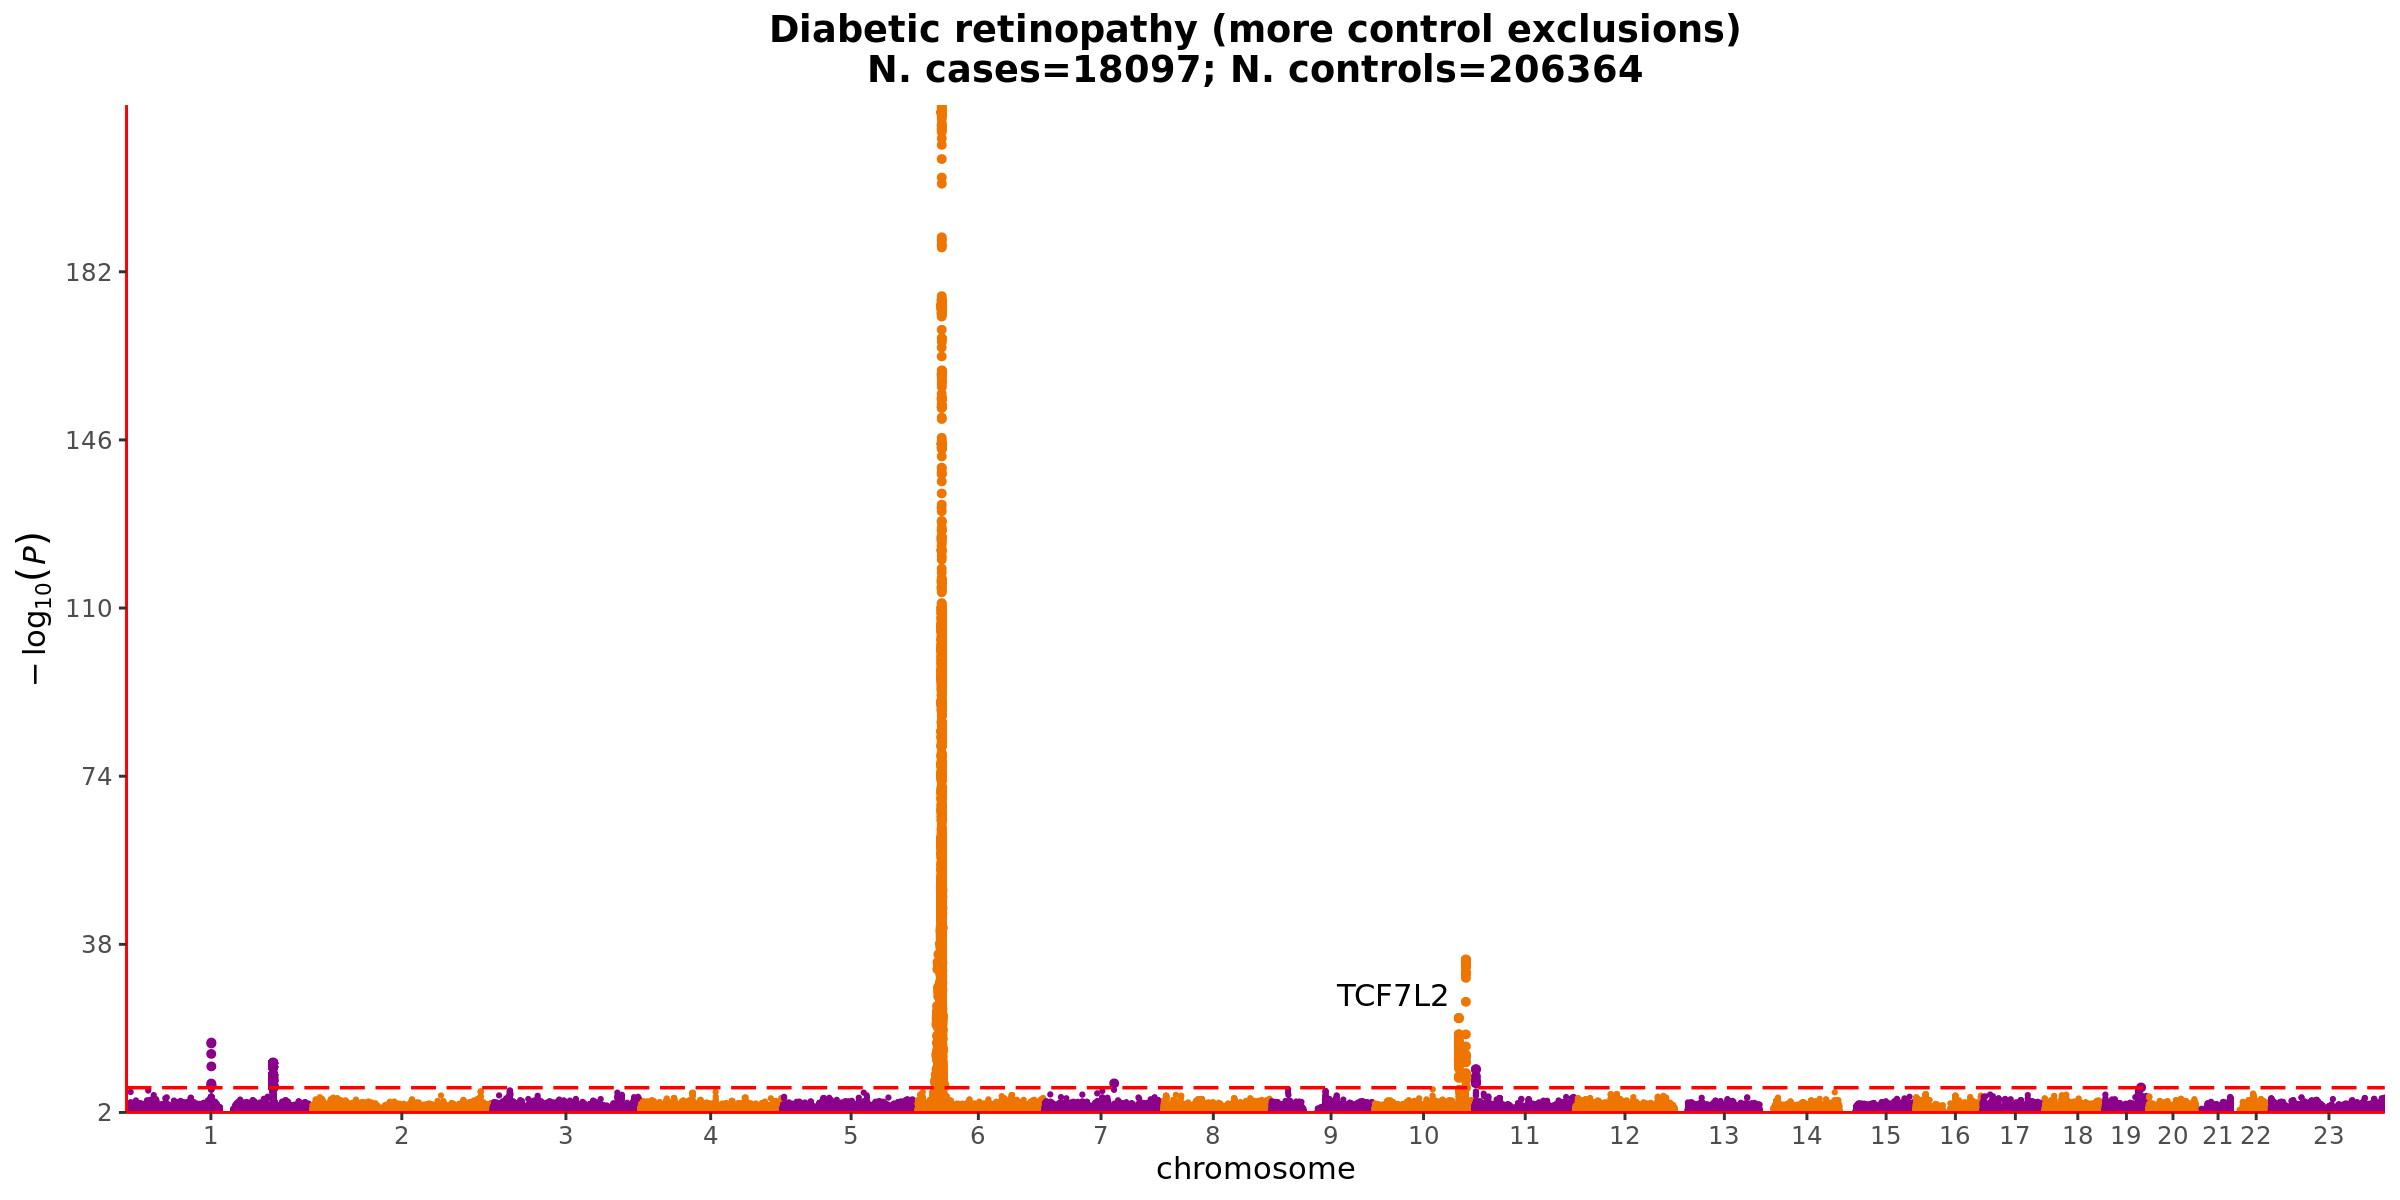 Diabetic retinopathy (more control exclusions)
N. cases=18097; N. controls=206364
182
146
110
74
38
2
− log10(P)
TCF7L2
1 2 3 4 5 6 7 8 9 10 11 12 13 14 15 16 17 18 19 20 21 22 23
chromosome